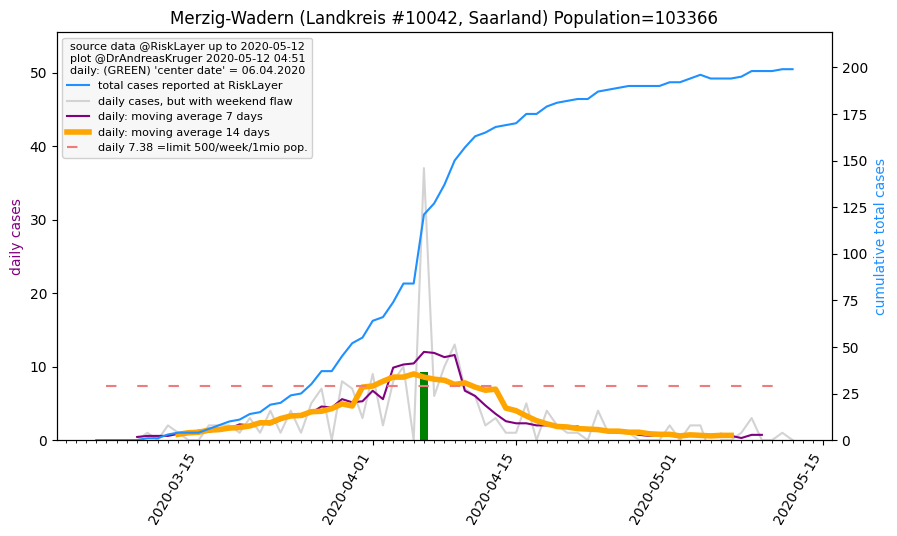 Merzig-Wadern (Landkreis #10042, Saarland) Population=103366
source data @RiskLayer up to 2020-05-12
plot @DrAndreasKruger 2020-05-12 04:51
daily: (GREEN) 'center date' = 06.04.2020
total cases reported at RiskLayer
daily cases, but with weekend flaw
daily: moving average 7 days
daily: moving average 14 days
daily 7.38 =limit 500/week/1mio pop.
daily cases
50
40
30
20
10
0
cumulative total cases
200
175
150
125
100
75
50
25
0
2020-03-15
2020-04-01
2020-04-15
2020-05-01
2020-05-15